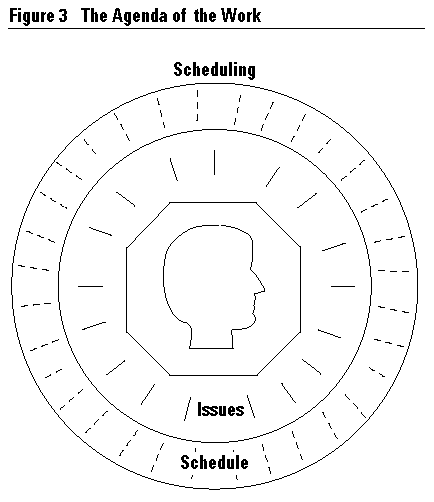 Figure 3 The Agenda of the Work
Scheduling
Issues
Schedule